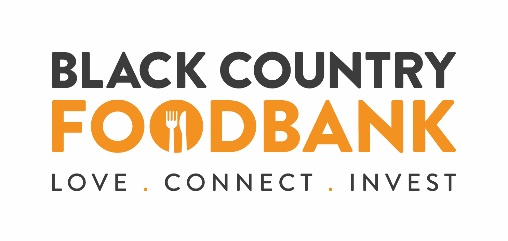 BLACK COUNTRY
FOODBANK
LOVE . CONNECT . INVEST